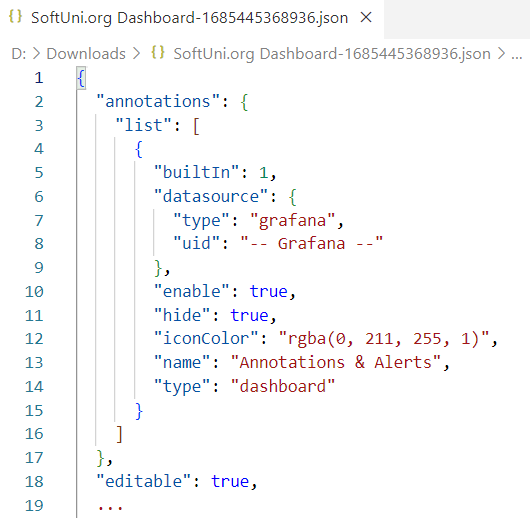 {} SoftUni.org Dashboard-1685445368936.json ×
D: > Downloads > {} SoftUni.org Dashboard-1685445368936.json > ...
1 {
2 "annotations": {
3 "list": [
4 {
5 "builtIn": 1,
6 "datasource": {
7 "type": "grafana",
8 "uid": "-- Grafana --"
9 },
10 "enable": true,
11 "hide": true,
12 "iconColor": "rgba(0, 211, 255, 1)",
13 "name": "Annotations & Alerts",
14 "type": "dashboard"
15 }
16 ]
17 },
18 "editable": true,
19 ...